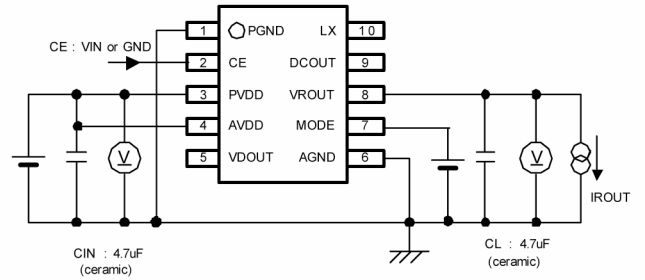 1 PGND LX 10
CE : VIN or GND
2 CE DCOUT 9
3 PVDD VROUT 8
4 AVDD MODE 7
5 VDOUT AGND 6
V
V
IROUT
CIN : 4.7uF
(ceramic)
CL : 4.7uF
(ceramic)